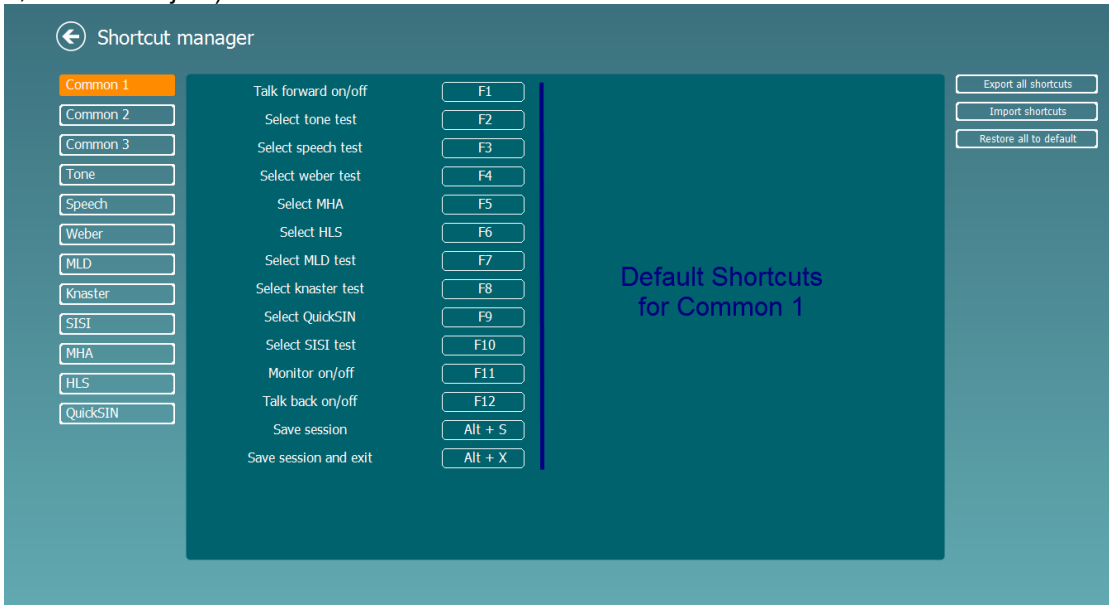 Shortcut manager
Common 1
Common 2
Common 3
Tone
Speech
Weber
MLD
Knaster
SISI
MHA
HLS
QuickSIN
Talk forward on/off F1
Select tone test F2
Select speech test F3
Select weber test F4
Select MHA F5
Select HLS F6
Select MLD test F7
Select knaster test F8
Select QuickSIN F9
Select SISI test F10
Monitor on/off F11
Talk back on/off F12
Save session Alt + S
Save session and exit Alt + X
Default Shortcuts
for Common 1
Export all shortcuts
Import shortcuts
Restore all to default